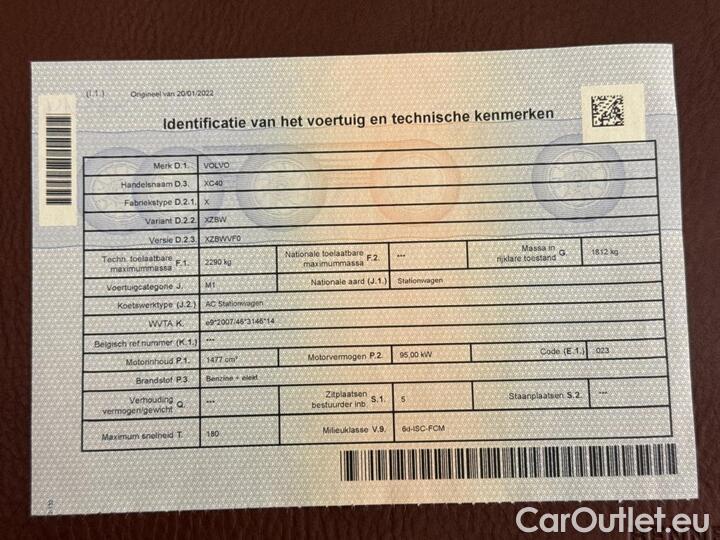 (I.1.) Origineel van 20/01/2022
Identificatie van het voertuig en technische kenmerken
Merk D.1. VOLVO
Handelsnaam D.3. XC40
Fabriekstype D.2.1. X
Variant D.2.2. XZBW
Versie D.2.3. XZBWVF0
Techn. toelaatbare maximummassa F.1. 2290 kg Nationale toelaatbare maximummassa F.2. --- Massa in rijklare toestand G. 1812 kg
Voertuigcategorie J. M1 Nationale aard (J.1.) Stationwagen
Koetswerktype (J.2.) AC Stationwagen
WVTA K. e9*2007/46*3146*14
Belgisch ref.nummer (K.1.) ---
Motorinhoud P.1. 1477 cm³ Motorvermogen P.2. 95,00 kW Code (E.1.) 023
Brandstof P.3. Benzine + elekt
Verhouding vermogen/gewicht Q. --- Zitplaatsen bestuurder inb. S.1. 5 Staanplaatsen S.2. ---
Maximum snelheid T. 180 Milieuklasse V.9. 6d-ISC-FCM
CarOutlet.eu